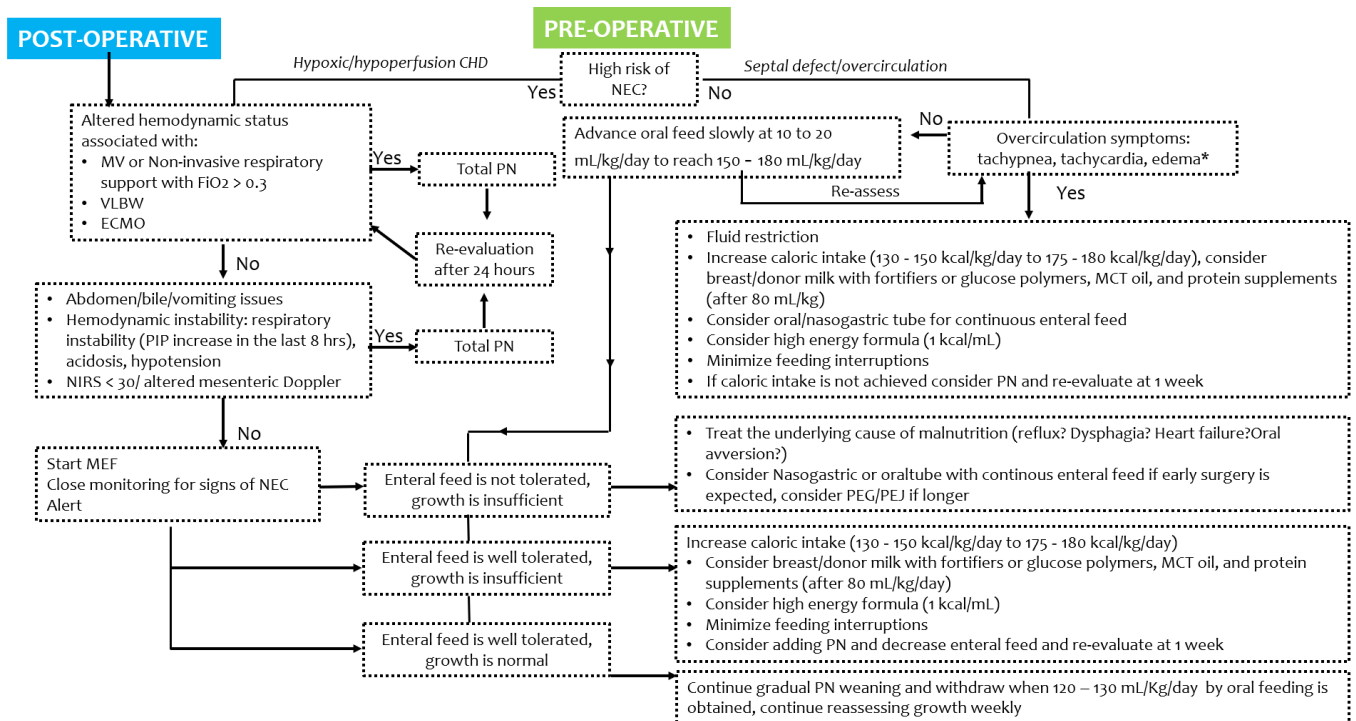 POST-OPERATIVE
PRE-OPERATIVE
Hypoxic/hypoperfusion CHD
High risk of
NEC?
Septal defect/overcirculation
Yes
No
Altered hemodynamic status
associated with:
• MV or Non-invasive respiratory
support with FiO2 > 0.3
• VLBW
• ECMO
Yes
Total PN
Advance oral feed slowly at 10 to 20
mL/kg/day to reach 150 – 180 mL/kg/day
No
Overcirculation symptoms:
tachypnea, tachycardia, edema*
Re-assess
Yes
Re-evaluation
after 24 hours
No
• Abdomen/bile/vomiting issues
• Hemodynamic instability: respiratory
instability (PIP increase in the last 8 hrs),
acidosis, hypotension
• NIRS < 30/ altered mesenteric Doppler
Yes
Total PN
• Fluid restriction
• Increase caloric intake (130 - 150 kcal/kg/day to 175 - 180 kcal/kg/day), consider
breast/donor milk with fortifiers or glucose polymers, MCT oil, and protein supplements
(after 80 mL/kg)
• Consider oral/nasogastric tube for continuous enteral feed
• Consider high energy formula (1 kcal/mL)
• Minimize feeding interruptions
• If caloric intake is not achieved consider PN and re-evaluate at 1 week
No
Start MEF
Close monitoring for signs of NEC
Alert
Enteral feed is not tolerated,
growth is insufficient
• Treat the underlying cause of malnutrition (reflux? Dysphagia? Heart failure?Oral
avversion?)
• Consider Nasogastric or oraltube with continous enteral feed if early surgery is
expected, consider PEG/PEJ if longer
Enteral feed is well tolerated,
growth is insufficient
Increase caloric intake (130 - 150 kcal/kg/day to 175 - 180 kcal/kg/day)
• Consider breast/donor milk with fortifiers or glucose polymers, MCT oil, and protein
supplements (after 80 mL/kg/day)
• Consider high energy formula (1 kcal/mL)
• Minimize feeding interruptions
• Consider adding PN and decrease enteral feed and re-evaluate at 1 week
Enteral feed is well tolerated,
growth is normal
Continue gradual PN weaning and withdraw when 120 – 130 mL/Kg/day by oral feeding is
obtained, continue reassessing growth weekly